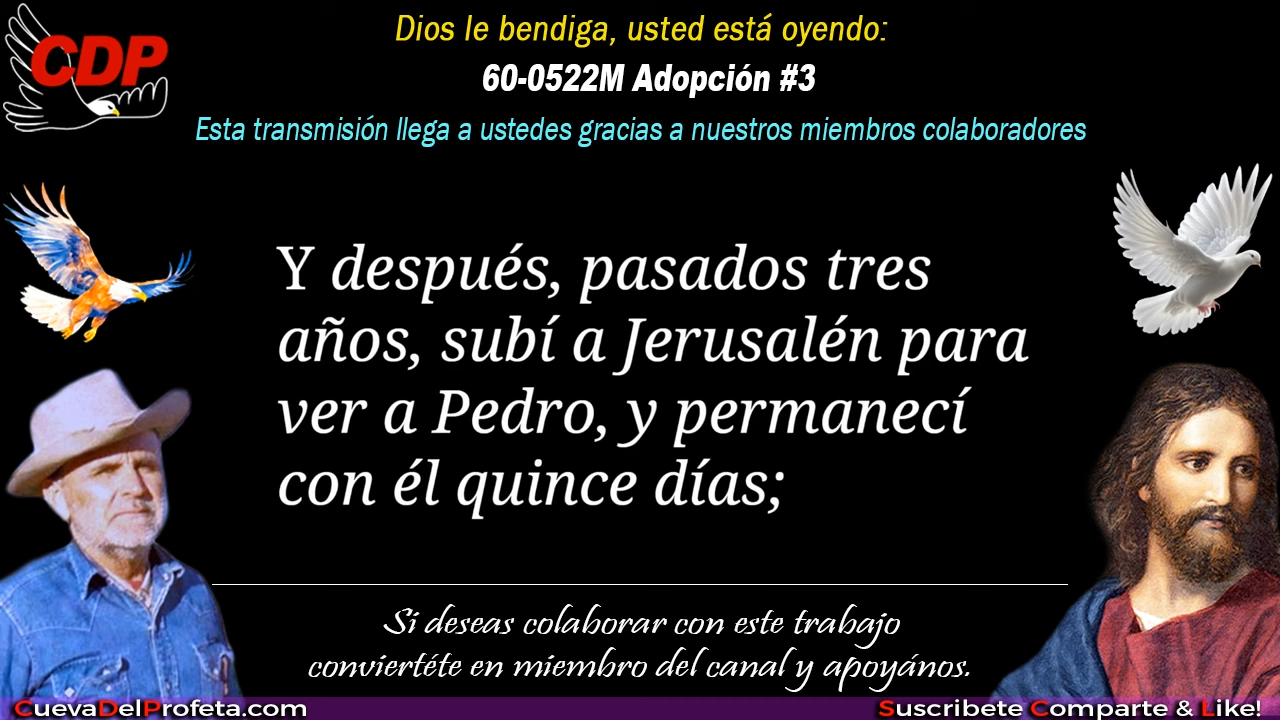 CDP
Dios le bendiga, usted está oyendo:
60-0522M Adopción #3
Esta transmisión llega a ustedes gracias a nuestros miembros colaboradores
Y después, pasados tres
años, subí a Jerusalén para
ver a Pedro, y permanecí
con él quince días;
Si deseas colaborar con este trabajo
conviertéte en miembro del canal y apoyános.
CuevaDelProfeta.com
Suscribete Comparte & Like!